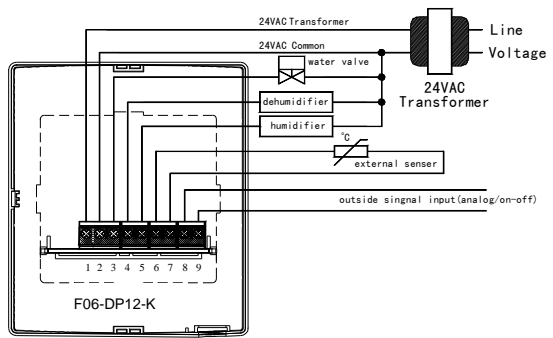 24VAC Transformer
Line
24VAC Common
Voltage
water valve
24VAC
Transformer
dehumidifier
humidifier
°C
external senser
outside singnal input(analog/on-off)
1 2 3 4 5 6 7 8 9
F06-DP12-K